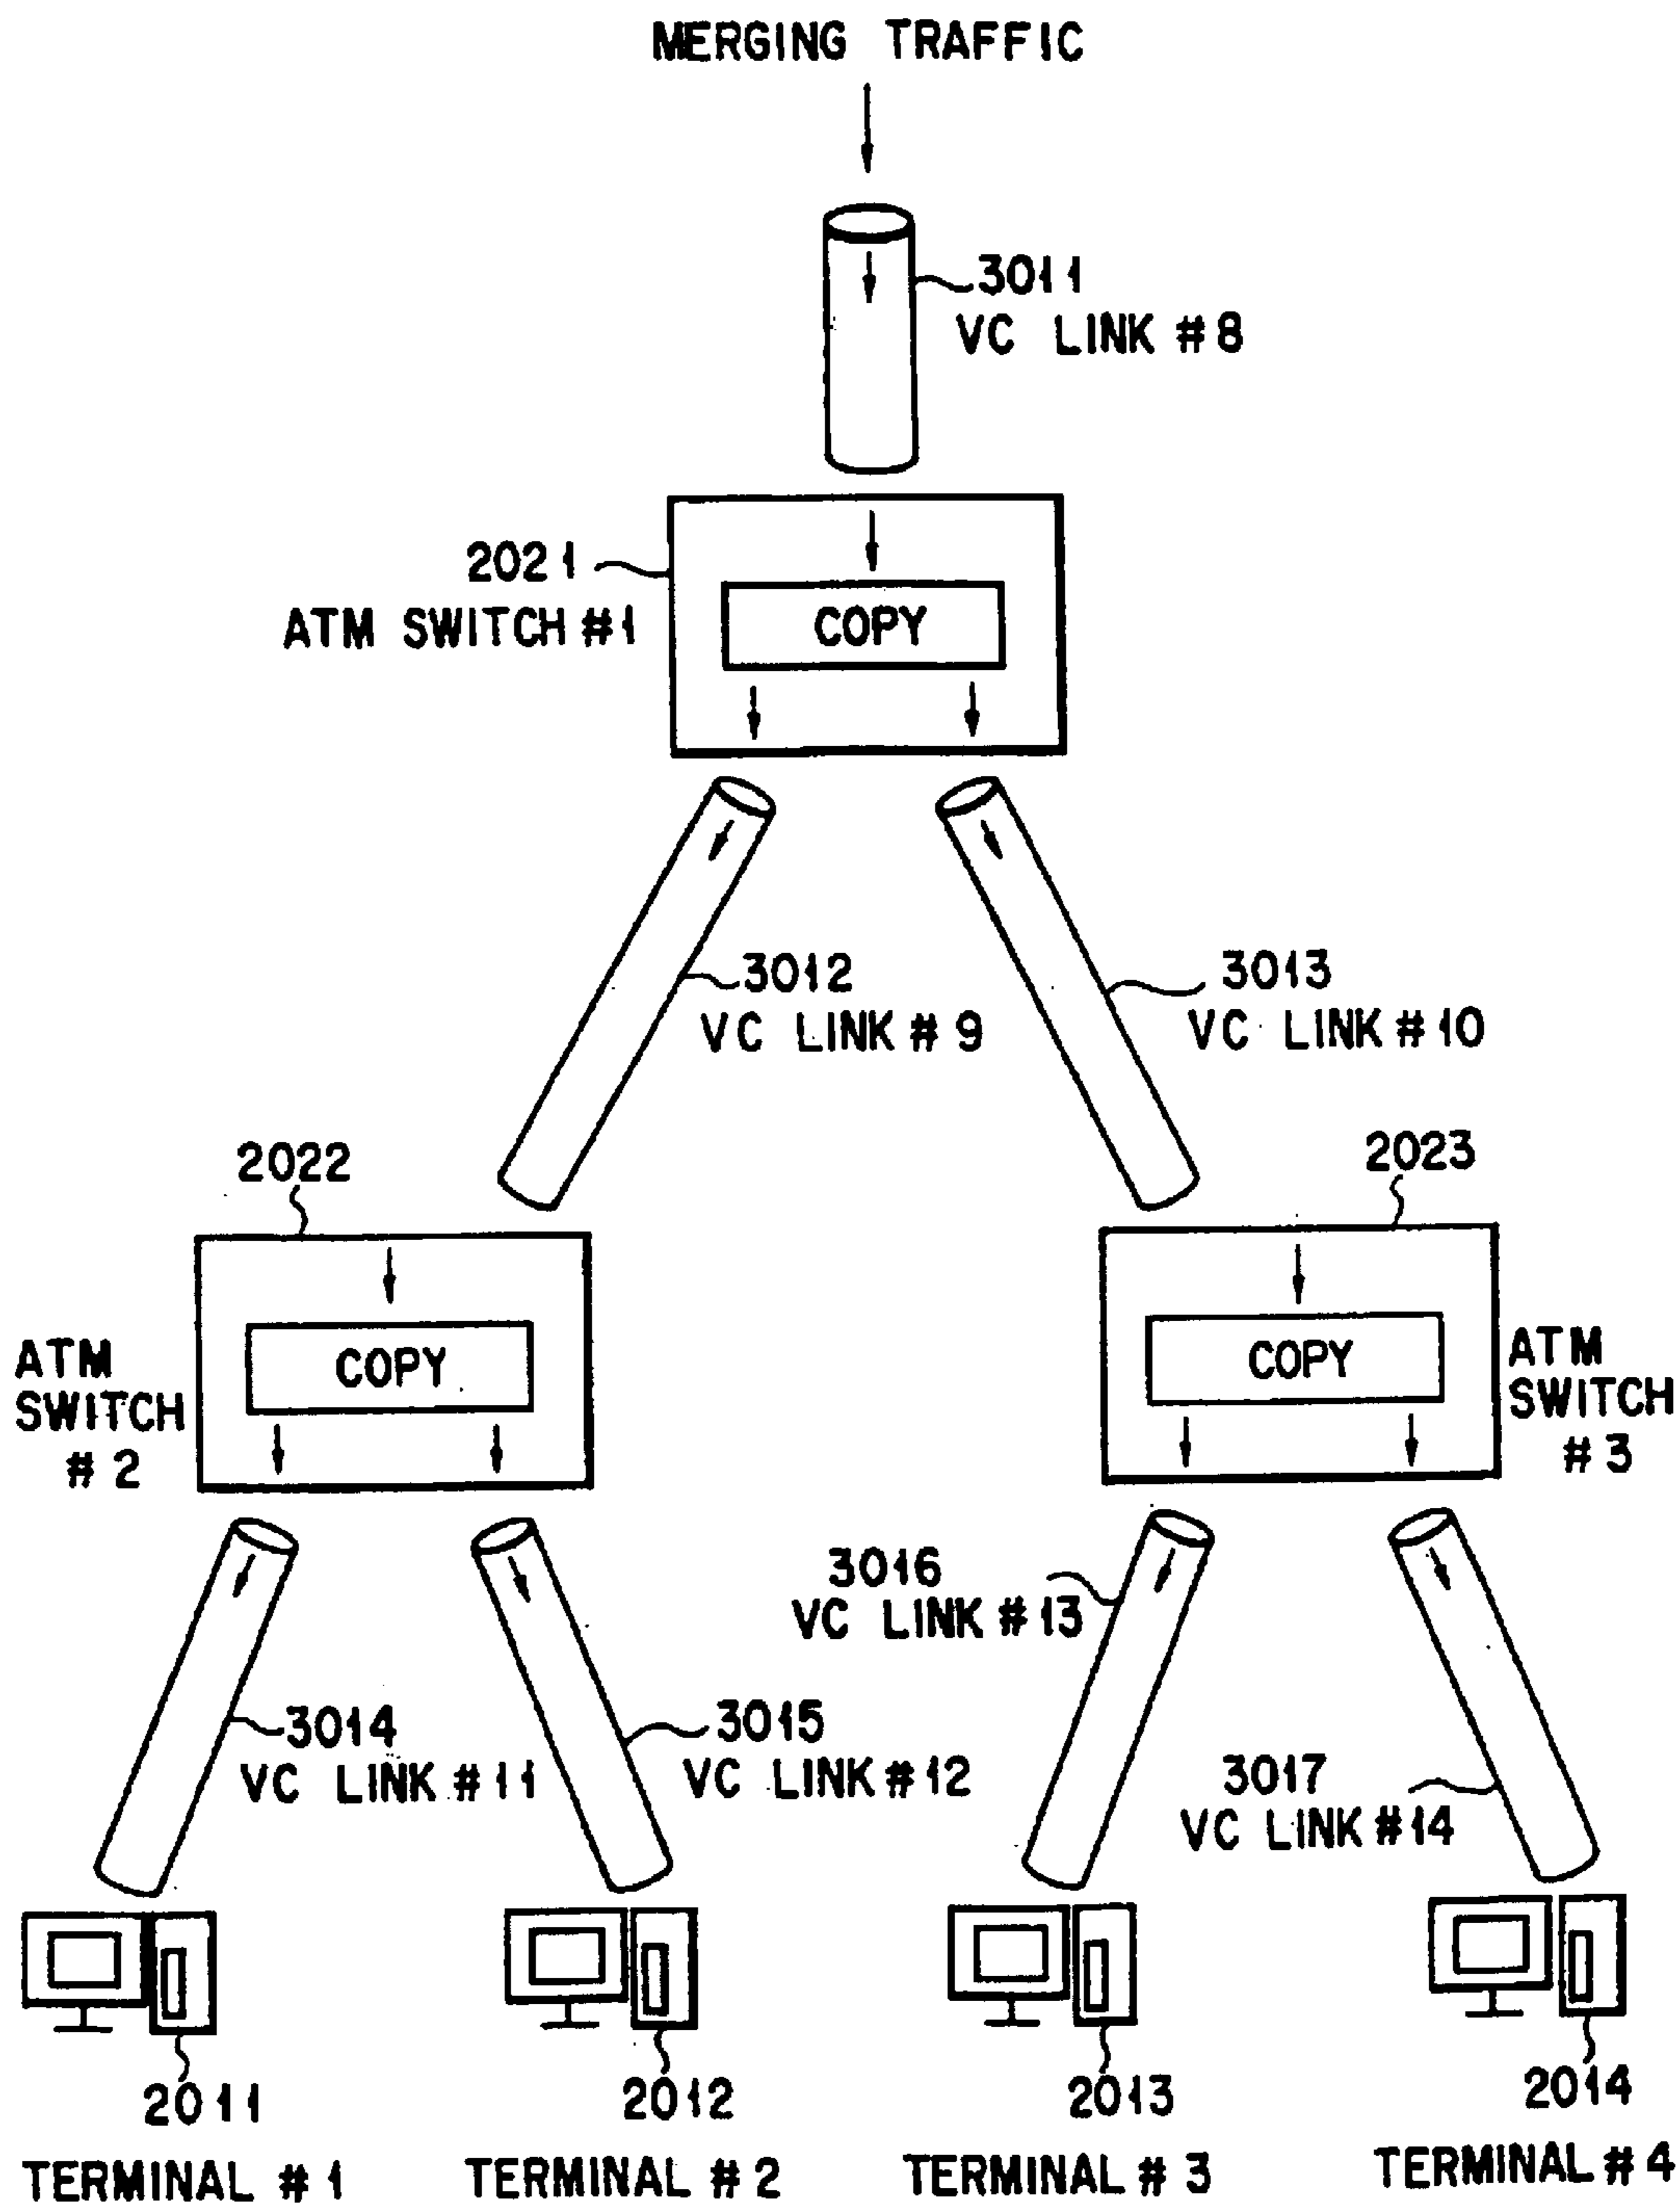 MERGING TRAFFIC
3011
VC LINK #8
2021
ATM SWITCH #1
COPY
3012
VC LINK #9
3013
VC LINK #10
2022
2023
ATM
SWITCH
#2
COPY
COPY
ATM
SWITCH
#3
3016
VC LINK #13
3014
VC LINK #11
3015
VC LINK #12
3017
VC LINK #14
2011
2012
2013
2014
TERMINAL #1
TERMINAL #2
TERMINAL #3
TERMINAL #4